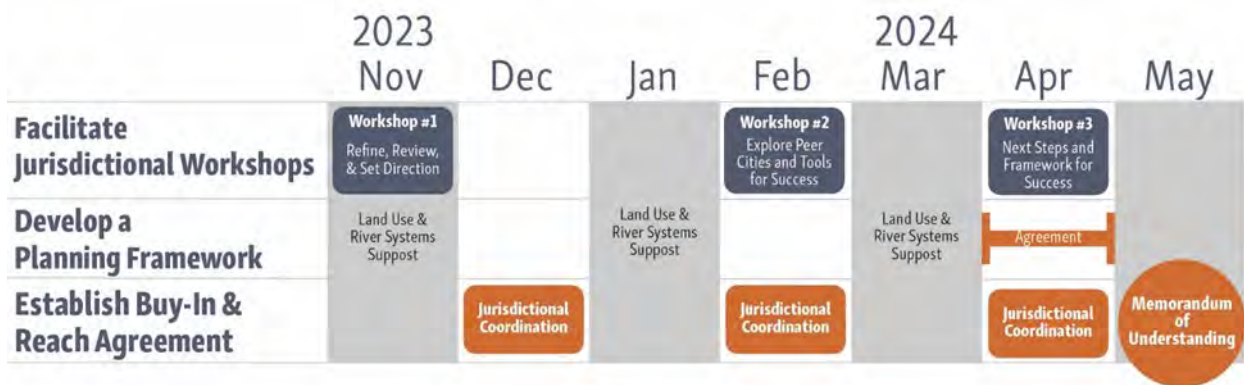 2023
2024
Nov
Dec
Jan
Feb
Mar
Apr
May
Facilitate
Jurisdictional Workshops
Workshop #1
Refine, Review,
& Set Direction
Workshop #2
Explore Peer
Cities and Tools
for Success
Workshop #3
Next Steps and
Framework for
Success
Develop a
Planning Framework
Land Use &
River Systems
Suppost
Land Use &
River Systems
Suppost
Land Use &
River Systems
Suppost
Agreement
Establish Buy-In &
Reach Agreement
Jurisdictional
Coordination
Jurisdictional
Coordination
Jurisdictional
Coordination
Memorandum
of
Understanding